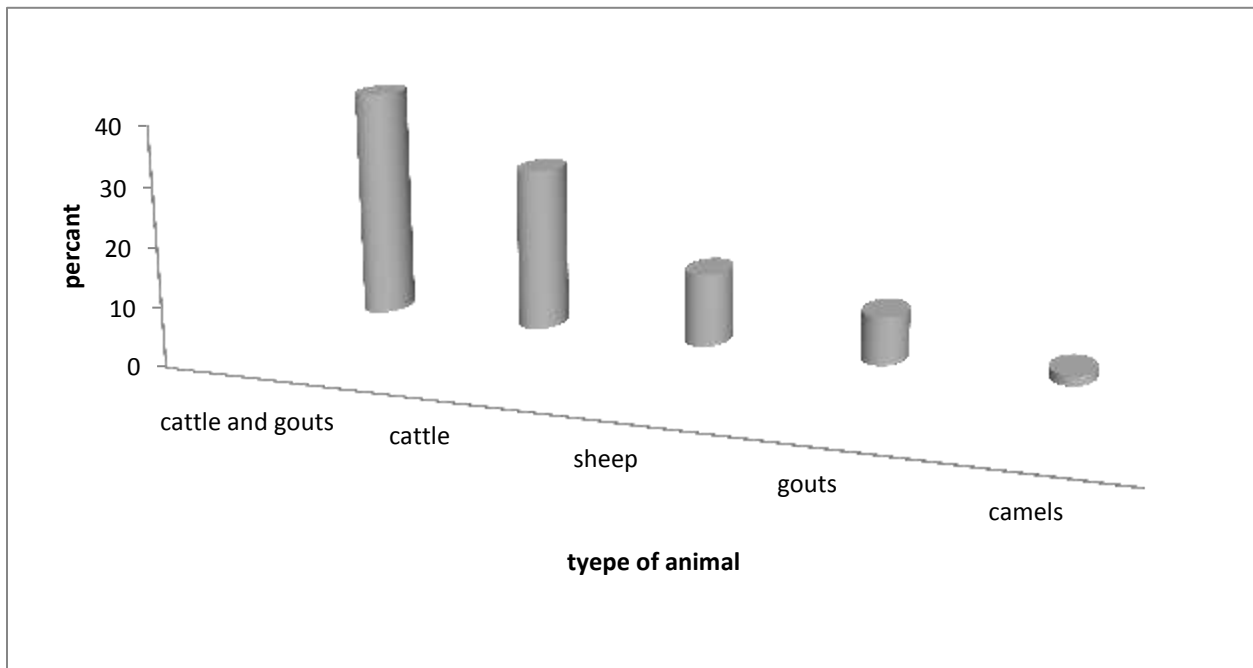 40
30
20
10
0
percant
cattle and gouts
cattle
sheep
gouts
camels
tyepe of animal